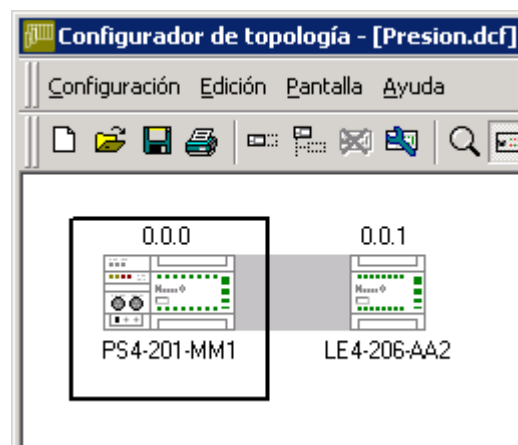 Configurador de topología - [Presion.dcf]
Configuración Edición Pantalla Ayuda
0.0.0 0.0.1
PS4-201-MM1 LE4-206-AA2